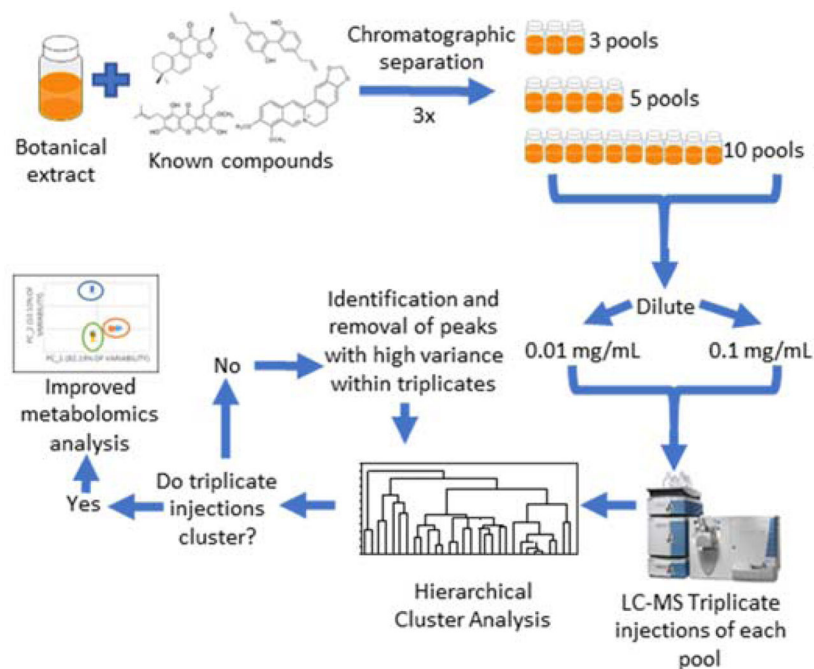 Botanical
extract
Known compounds
Chromatographic
separation
3x
3 pools
5 pools
10 pools
Dilute
0.01 mg/mL
0.1 mg/mL
LC-MS Triplicate
injections of each
pool
Hierarchical
Cluster Analysis
Do triplicate
injections
cluster?
No
Identification and
removal of peaks
with high variance
within triplicates
Yes
Improved
metabolomics
analysis